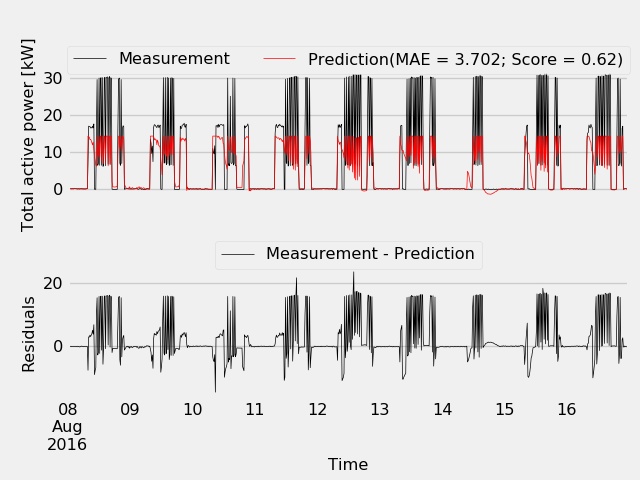 Measurement
Prediction(MAE = 3.702; Score = 0.62)
Total active power [kW]
30
20
10
0
Measurement - Prediction
Residuals
20
0
08 09 10 11 12 13 14 15 16
Aug
2016
Time